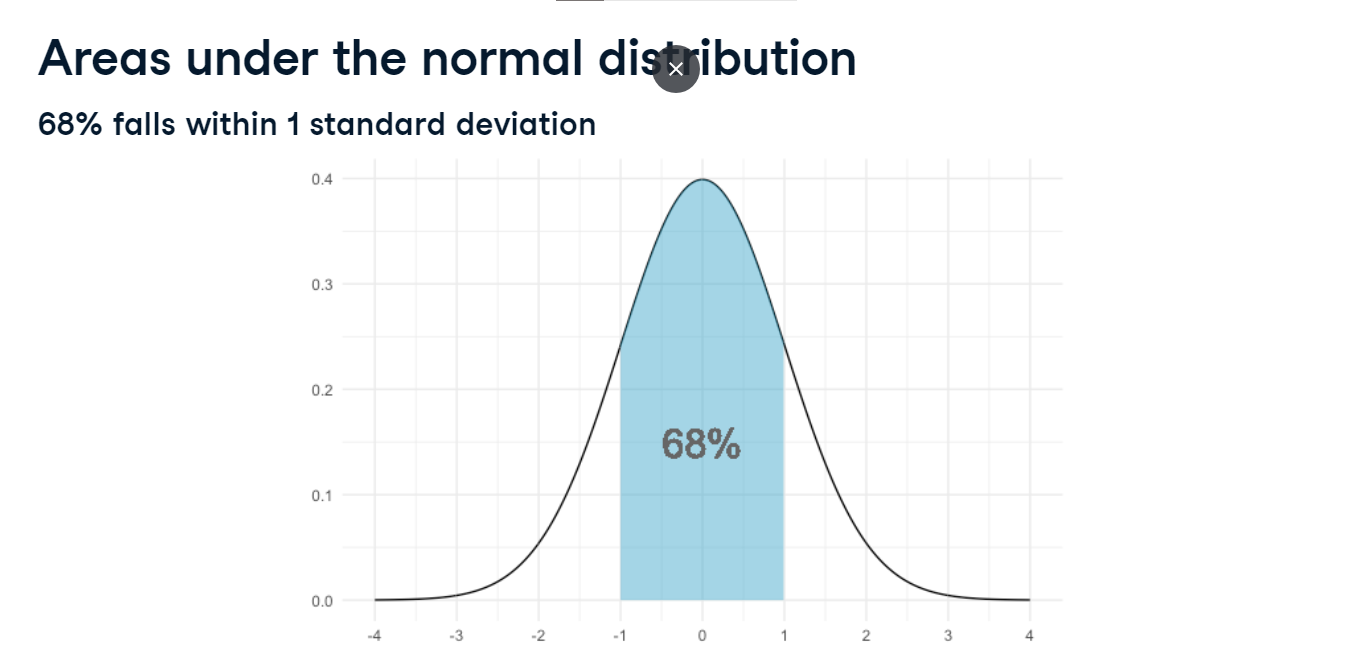 Areas under the normal distribution
68% falls within 1 standard deviation
0.4
0.3
0.2
68%
0.1
0.0
-4 -3 -2 -1 0 1 2 3 4